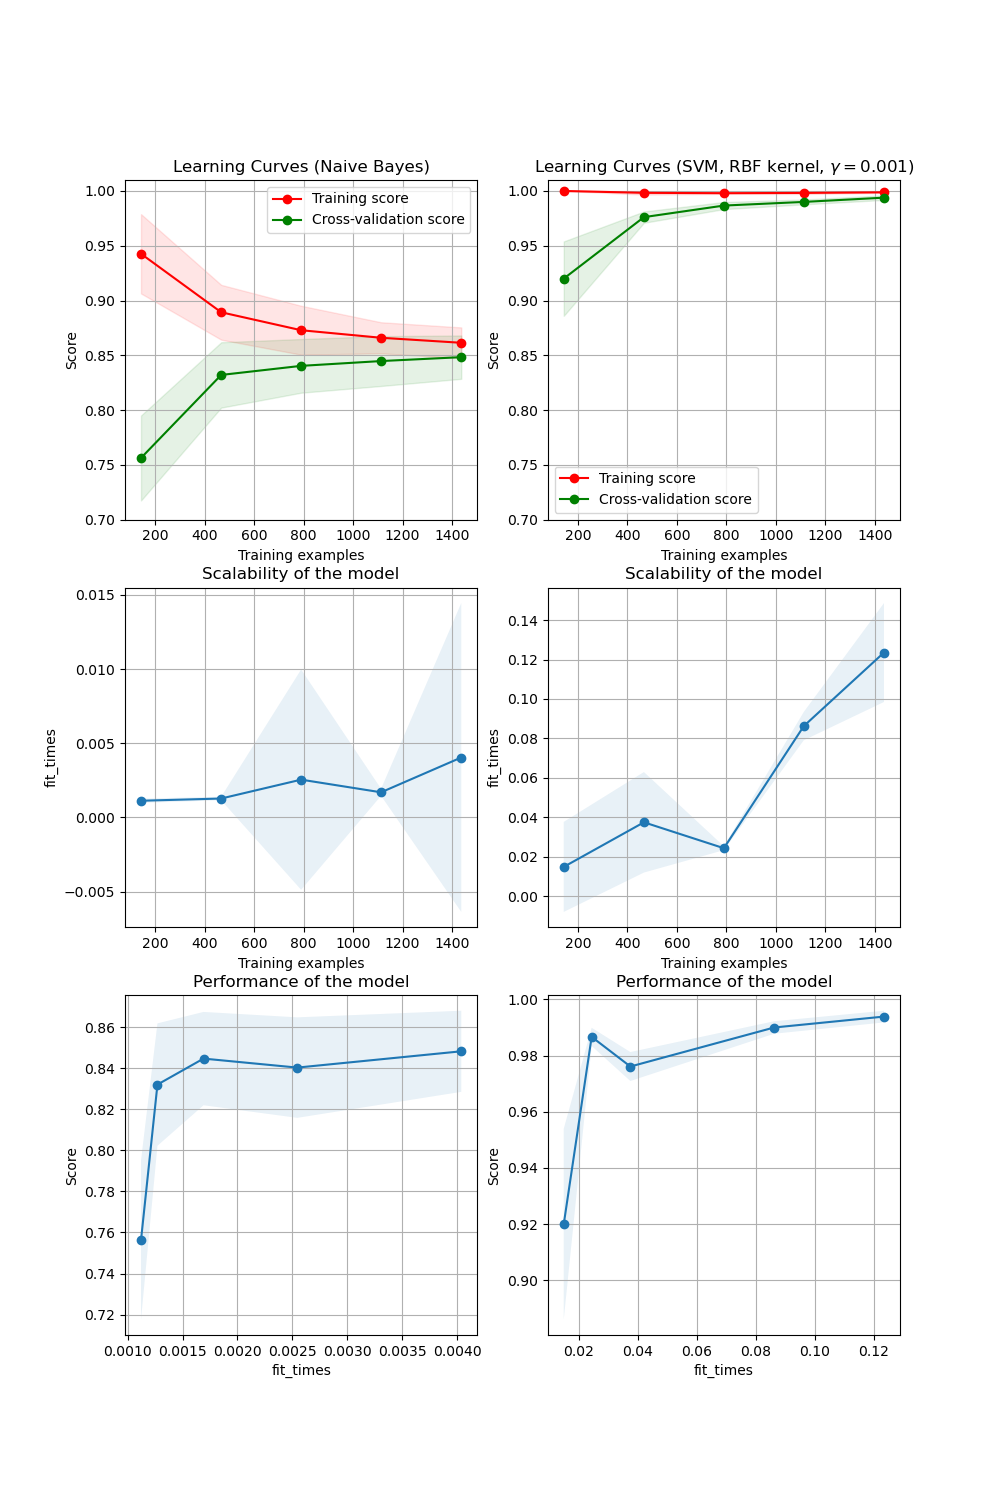 Learning Curves (Naive Bayes)
1.00
0.95
0.90
0.85
0.80
0.75
0.70
Score
Training score
Cross-validation score
200 400 600 800 1000 1200 1400
Training examples
Learning Curves (SVM, RBF kernel, γ = 0.001)
1.00
0.95
0.90
0.85
0.80
0.75
0.70
Score
Training score
Cross-validation score
200 400 600 800 1000 1200 1400
Training examples
Scalability of the model
0.015
0.010
0.005
0.000
−0.005
fit_times
200 400 600 800 1000 1200 1400
Training examples
Scalability of the model
0.14
0.12
0.10
0.08
0.06
0.04
0.02
0.00
fit_times
200 400 600 800 1000 1200 1400
Training examples
Performance of the model
0.86
0.84
0.82
0.80
0.78
0.76
0.74
0.72
Score
0.0010 0.0015 0.0020 0.0025 0.0030 0.0035 0.0040
fit_times
Performance of the model
1.00
0.98
0.96
0.94
0.92
0.90
Score
0.02 0.04 0.06 0.08 0.10 0.12
fit_times